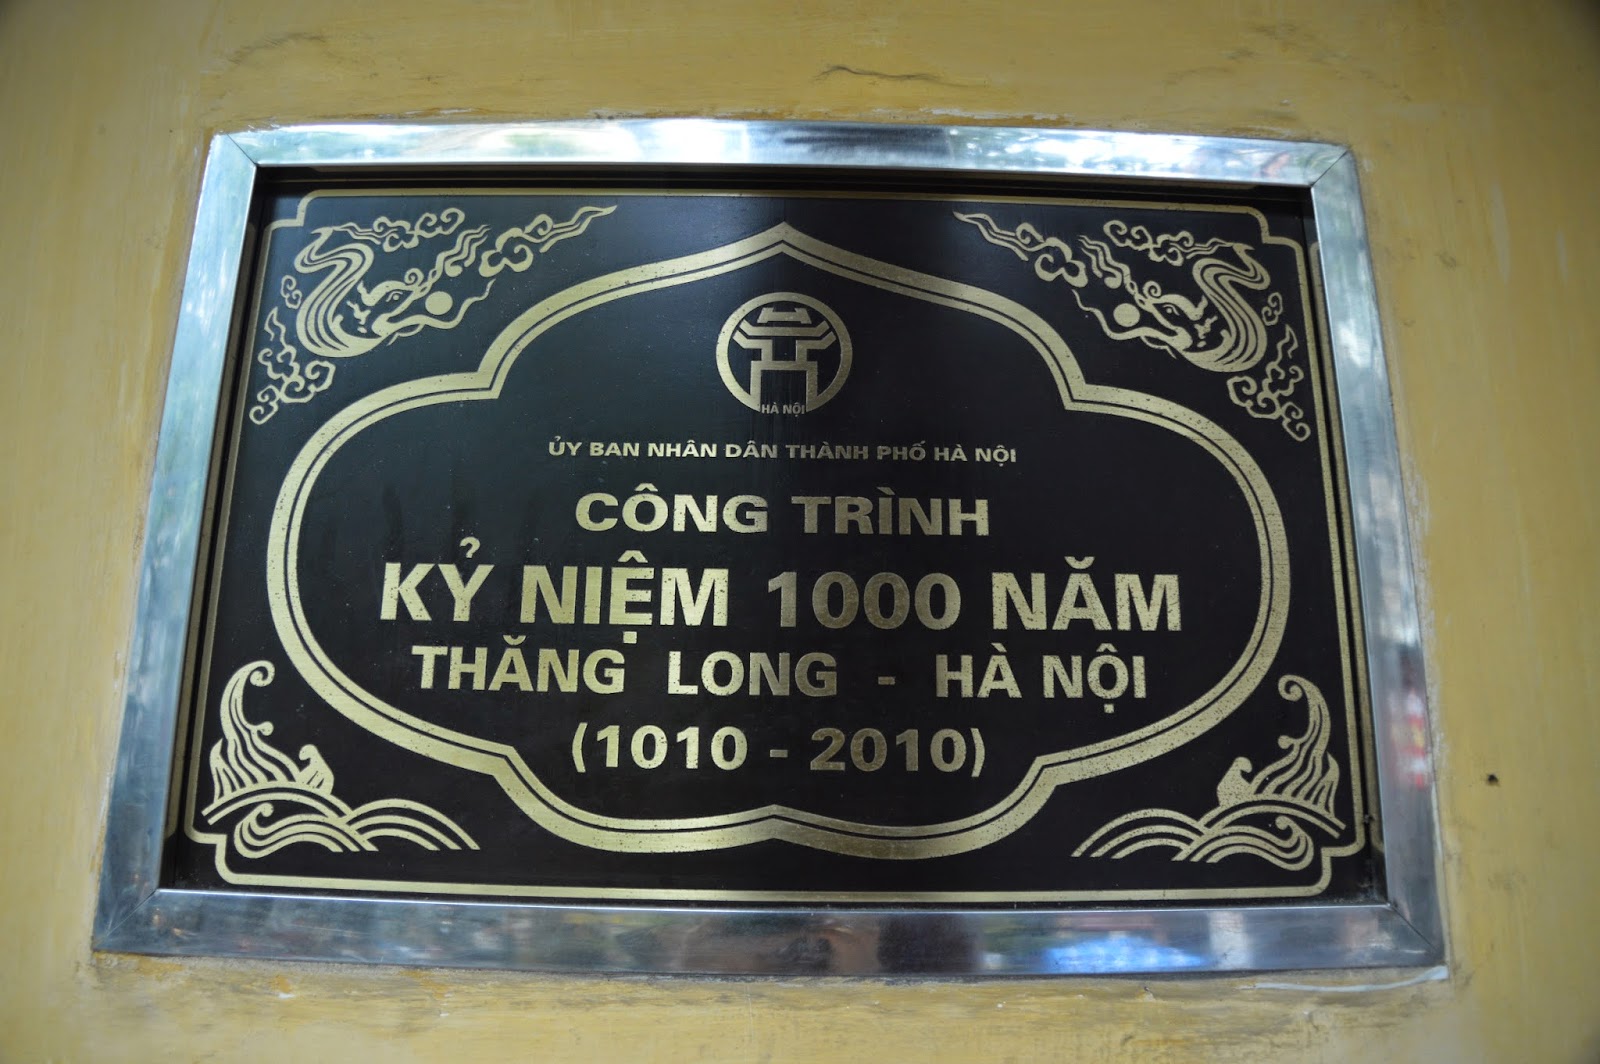 HÀ NỘI
ỦY BAN NHÂN DÂN THÀNH PHỐ HÀ NỘI
CÔNG TRÌNH
KỶ NIỆM 1000 NĂM
THĂNG LONG - HÀ NỘI
(1010 - 2010)